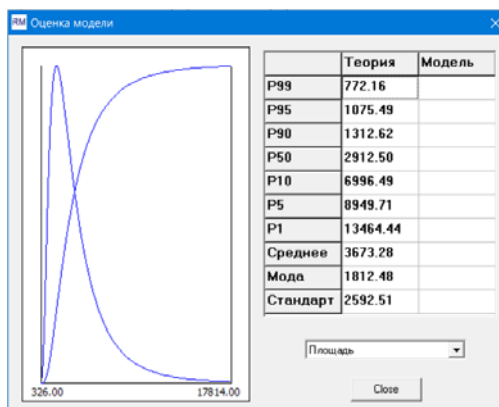 RM Оценка модели
Теория Модель
P99 772.16
P95 1075.49
P90 1312.62
P50 2912.50
P10 6996.49
P5 8949.71
P1 13464.44
Среднее 3673.28
Мода 1812.48
Стандарт 2592.51
Площадь
326.00 17814.00
Close